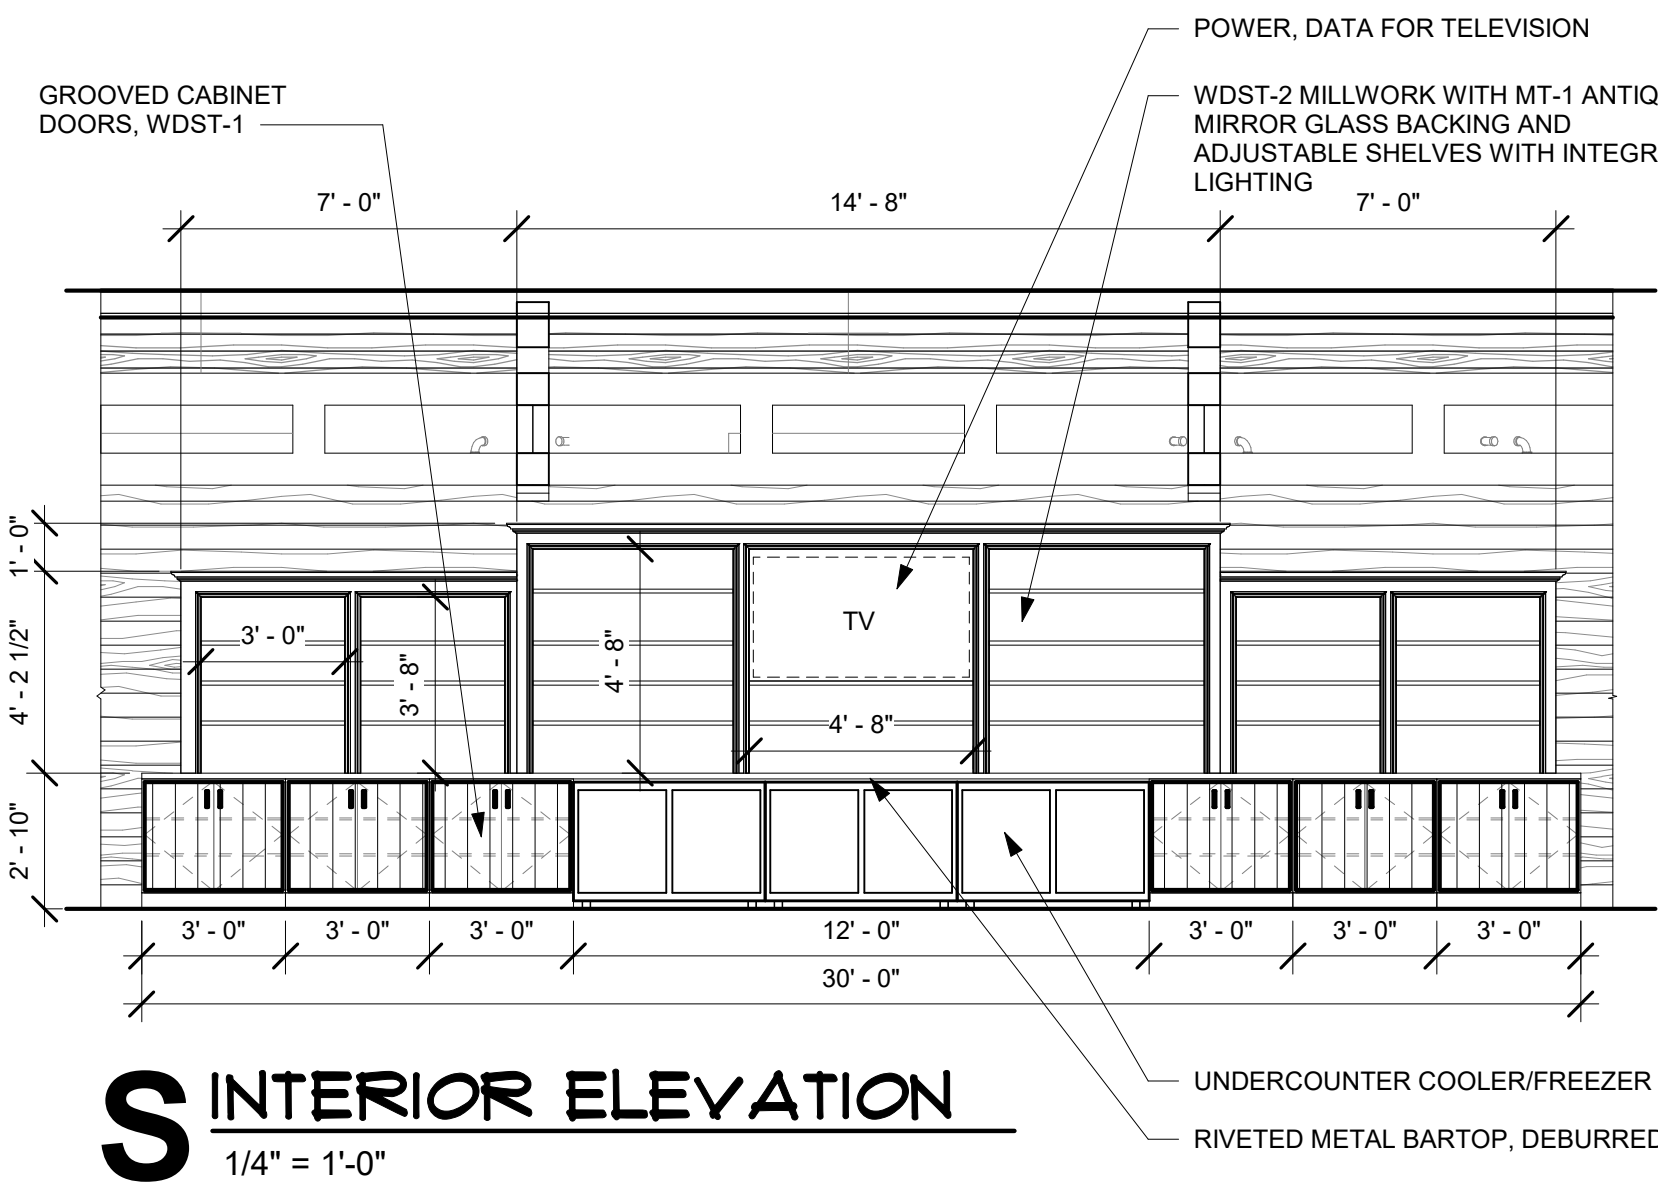 POWER, DATA FOR TELEVISION
GROOVED CABINET
DOORS, WDST-1
WDST-2 MILLWORK WITH MT-1 ANTIQ
MIRROR GLASS BACKING AND
ADJUSTABLE SHELVES WITH INTEGR
LIGHTING
7' - 0"
14' - 8"
7' - 0"
1' - 0"
4' - 2 1/2"
2' - 10"
3' - 0"
3' - 8"
4' - 8"
TV
4' - 8"
3' - 0"
3' - 0"
3' - 0"
12' - 0"
3' - 0"
3' - 0"
3' - 0"
30' - 0"
UNDERCOUNTER COOLER/FREEZER
RIVETED METAL BARTOP, DEBURRED
S INTERIOR ELEVATION
1/4" = 1'-0"